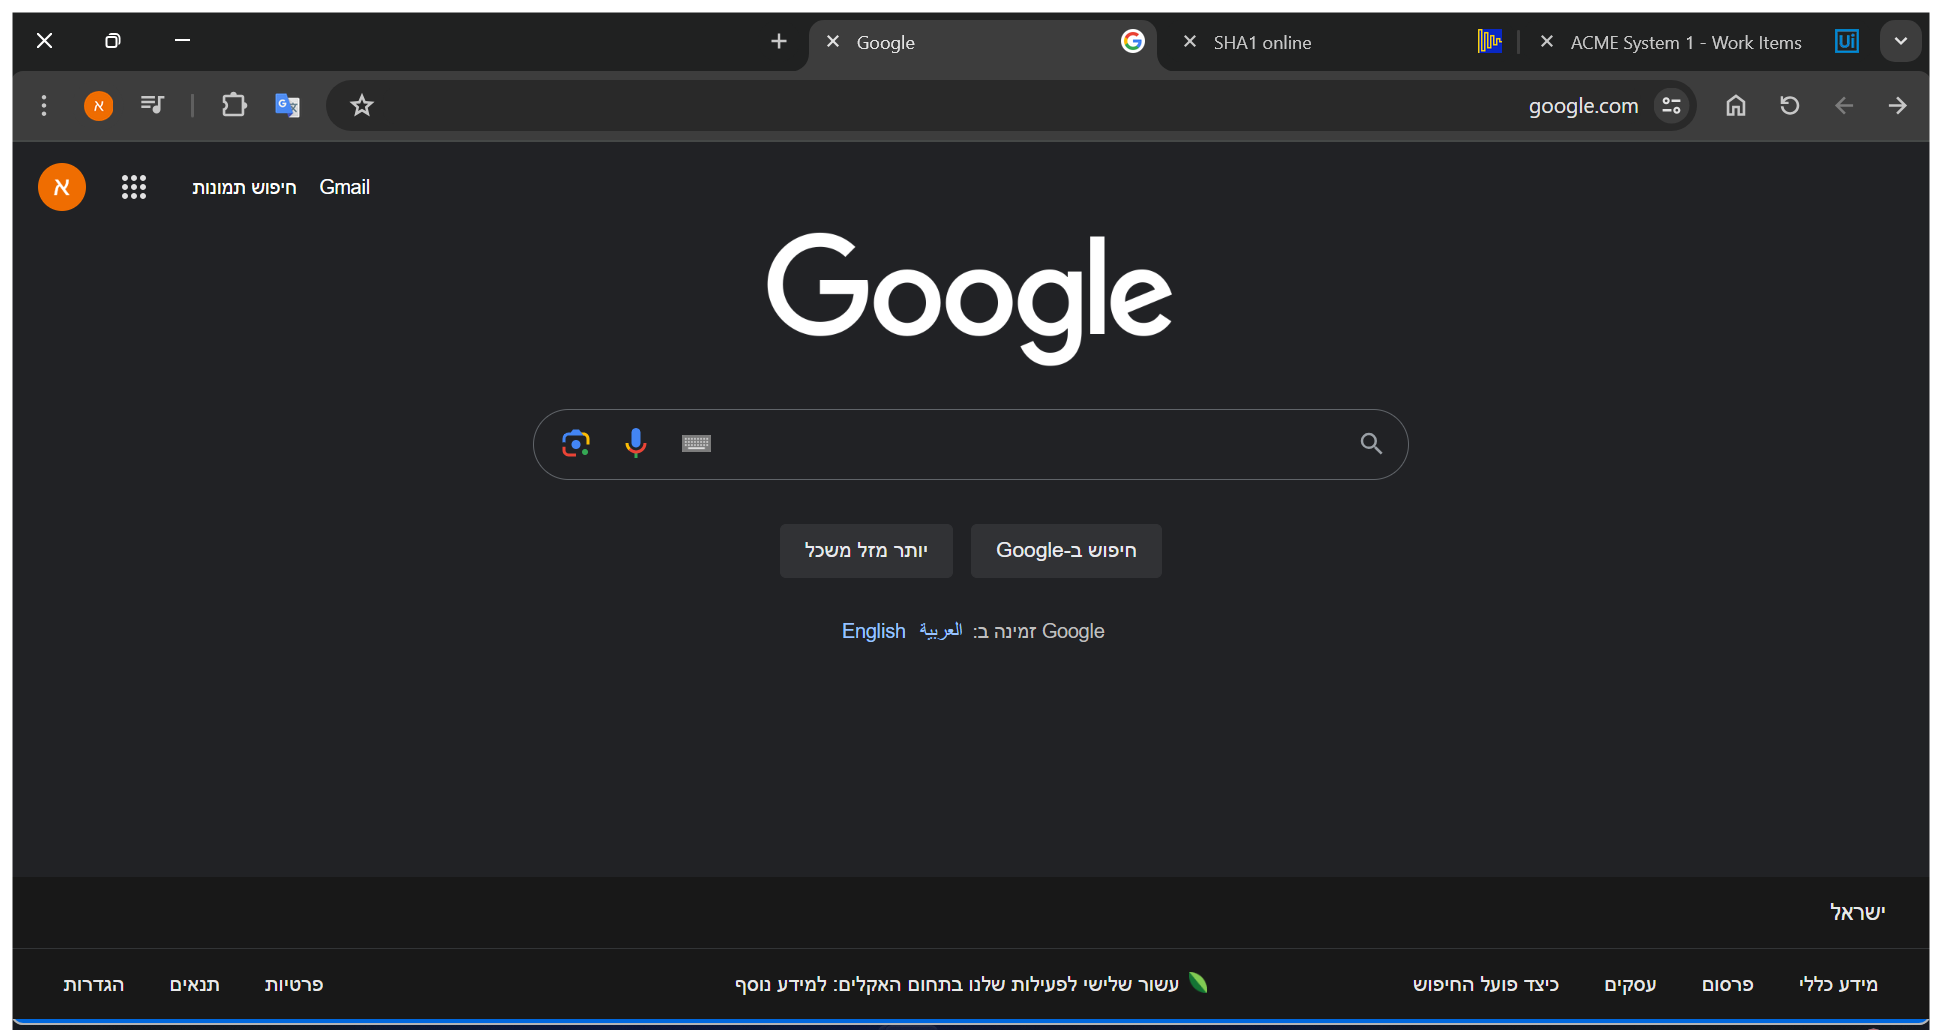 ACME System 1 - Work Items
SHA1 online
Google
google.com
א
א
חיפוש תמונות
Gmail
Google
חיפוש ב-Google
יותר מזל משכל
Google זמינה ב: العربية English
ישראל
מידע כללי
פרסום
עסקים
כיצד פועל החיפוש
עשור שלישי לפעילות שלנו בתחום האקלים: למידע נוסף
פרטיות
תנאים
הגדרות